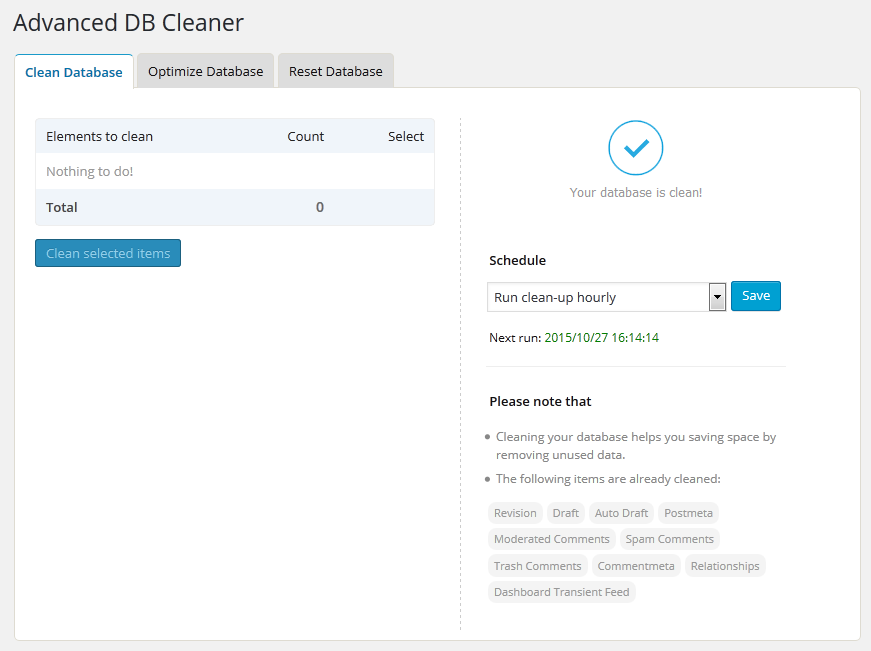 Advanced DB Cleaner
Clean Database Optimize Database Reset Database
Elements to clean Count Select
Nothing to do!
Total 0
Clean selected items
Your database is clean!
Schedule
Run clean-up hourly Save
Next run: 2015/10/27 16:14:14
Please note that
Cleaning your database helps you saving space by
removing unused data.
The following items are already cleaned:
Revision Draft Auto Draft Postmeta
Moderated Comments Spam Comments
Trash Comments Commentmeta Relationships
Dashboard Transient Feed